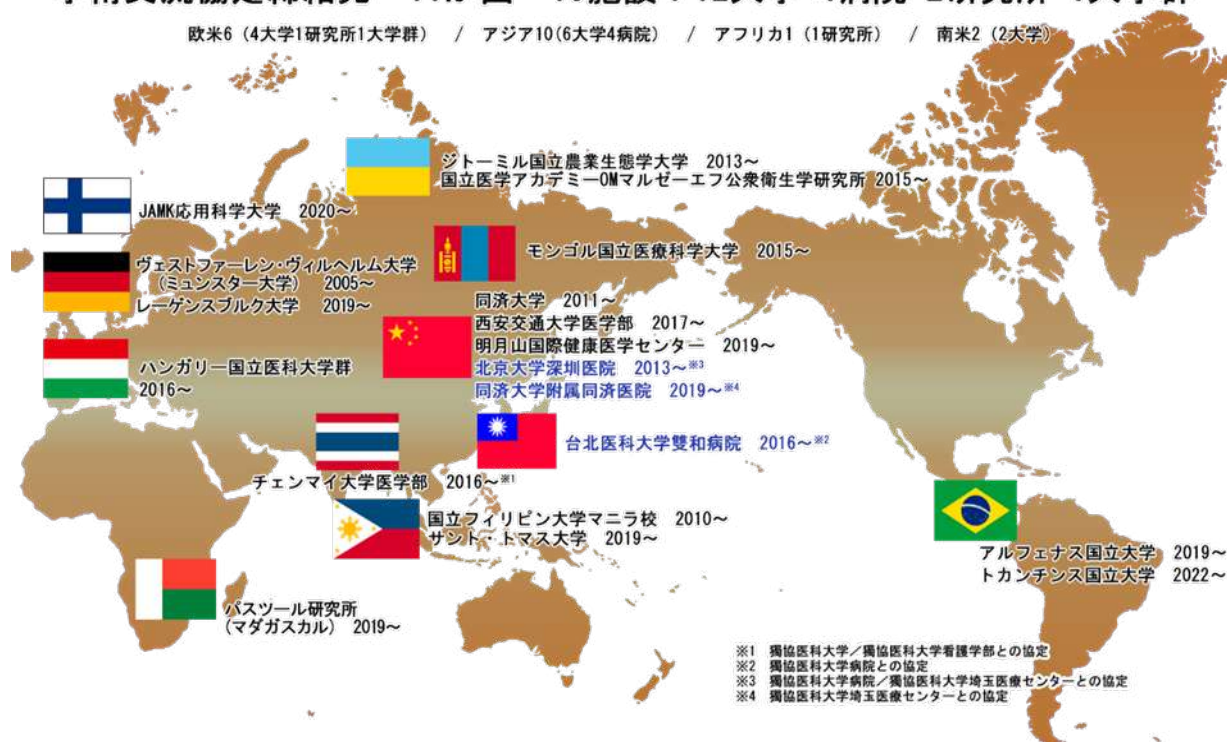 欧米6（4大学1研究所1大学群） / アジア10(6大学4病院) / アフリカ1（1研究所） / 南米2（2大学）
ジトーミル国立農業生態学大学 2013～
国立医学アカデミーOMマルゼーエフ公衆衛生学研究所 2015～
JAMK応用科学大学 2020～
モンゴル国立医療科学大学 2015～
ヴェストファーレン・ヴィルヘルム大学
（ミュンスター大学） 2005～
レーゲンスブルク大学 2019～
同済大学 2011～
西安交通大学医学部 2017～
明月山国際健康医学センター 2019～
北京大学深圳医院 2013～※3
同済大学附属同済医院 2019～※4
ハンガリー国立医科大学群
2016～
台北医科大学雙和病院 2016～※2
チェンマイ大学医学部 2016～※1
国立フィリピン大学マニラ校 2010～
サント・トマス大学 2019～
アルフェナス国立大学 2019～
トカンチンス国立大学 2022～
パスツール研究所
(マダガスカル) 2019～
※1 獨協医科大学／獨協医科大学看護学部との協定
※2 獨協医科大学病院との協定
※3 獨協医科大学病院／獨協医科大学埼玉医療センターとの協定
※4 獨協医科大学埼玉医療センターとの協定